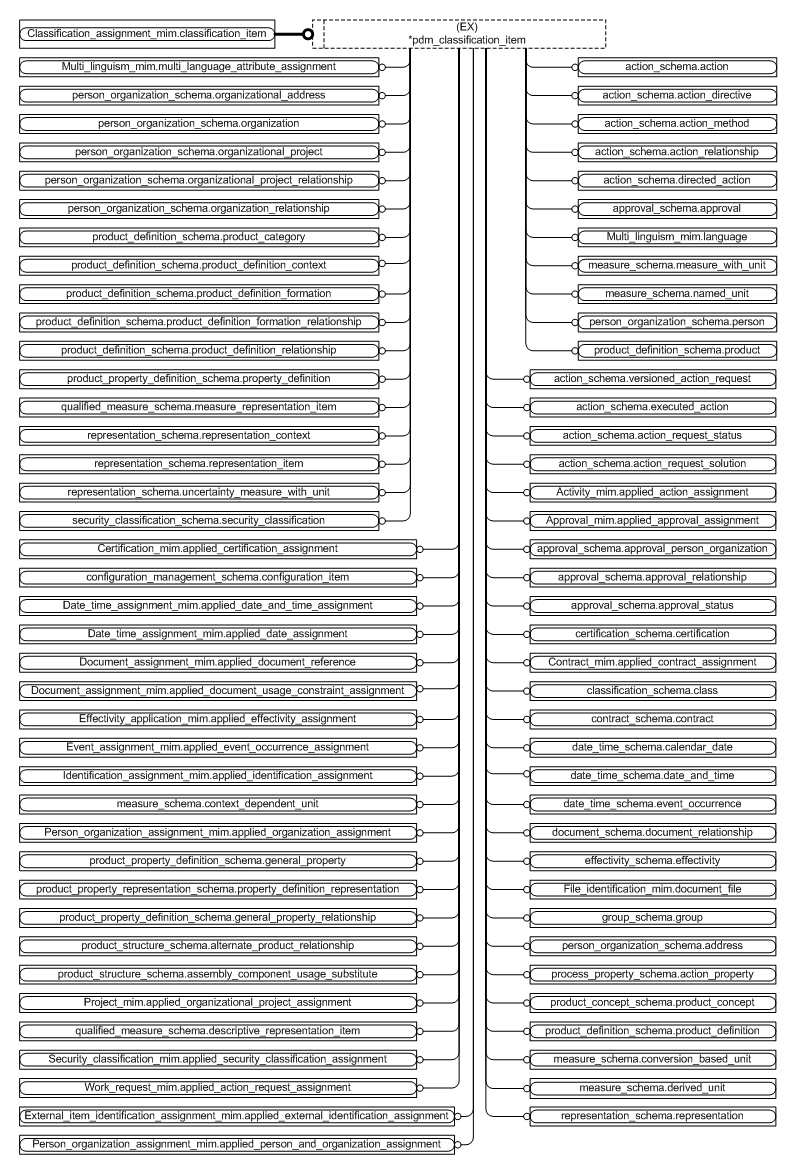 Classification_assignment_mim.classification_item
(EX)
*pdm_classification_item
Multi_linguism_mim.multi_language_attribute_assignment
person_organization_schema.organizational_address
person_organization_schema.organization
person_organization_schema.organizational_project
person_organization_schema.organizational_project_relationship
person_organization_schema.organization_relationship
product_definition_schema.product_category
product_definition_schema.product_definition_context
product_definition_schema.product_definition_formation
product_definition_schema.product_definition_formation_relationship
product_definition_schema.product_definition_relationship
product_property_definition_schema.property_definition
qualified_measure_schema.measure_representation_item
representation_schema.representation_context
representation_schema.representation_item
representation_schema.uncertainty_measure_with_unit
security_classification_schema.security_classification
Certification_mim.applied_certification_assignment
configuration_management_schema.configuration_item
Date_time_assignment_mim.applied_date_and_time_assignment
Date_time_assignment_mim.applied_date_assignment
Document_assignment_mim.applied_document_reference
Document_assignment_mim.applied_document_usage_constraint_assignment
Effectivity_application_mim.applied_effectivity_assignment
Event_assignment_mim.applied_event_occurrence_assignment
Identification_assignment_mim.applied_identification_assignment
measure_schema.context_dependent_unit
Person_organization_assignment_mim.applied_organization_assignment
product_property_definition_schema.general_property
product_property_representation_schema.property_definition_representation
product_property_definition_schema.general_property_relationship
product_structure_schema.alternate_product_relationship
product_structure_schema.assembly_component_usage_substitute
Project_mim.applied_organizational_project_assignment
qualified_measure_schema.descriptive_representation_item
Security_classification_mim.applied_security_classification_assignment
Work_request_mim.applied_action_request_assignment
External_item_identification_assignment_mim.applied_external_identification_assignment
Person_organization_assignment_mim.applied_person_and_organization_assignment
action_schema.action
action_schema.action_directive
action_schema.action_method
action_schema.action_relationship
action_schema.directed_action
approval_schema.approval
Multi_linguism_mim.language
measure_schema.measure_with_unit
measure_schema.named_unit
person_organization_schema.person
product_definition_schema.product
action_schema.versioned_action_request
action_schema.executed_action
action_schema.action_request_status
action_schema.action_request_solution
Activity_mim.applied_action_assignment
Approval_mim.applied_approval_assignment
approval_schema.approval_person_organization
approval_schema.approval_relationship
approval_schema.approval_status
certification_schema.certification
Contract_mim.applied_contract_assignment
classification_schema.class
contract_schema.contract
date_time_schema.calendar_date
date_time_schema.date_and_time
date_time_schema.event_occurrence
document_schema.document_relationship
effectivity_schema.effectivity
File_identification_mim.document_file
group_schema.group
person_organization_schema.address
process_property_schema.action_property
product_concept_schema.product_concept
product_definition_schema.product_definition
measure_schema.conversion_based_unit
measure_schema.derived_unit
representation_schema.representation